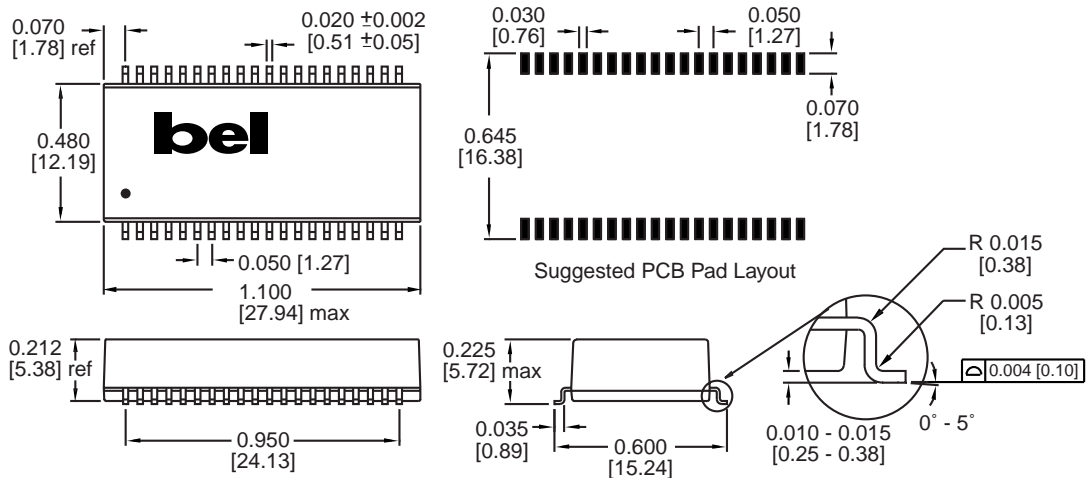 0.070
[1.78] ref
0.020 ±0.002
[0.51 ±0.05]
0.030
[0.76]
0.050
[1.27]
0.480
[12.19]
bel
0.645
[16.38]
0.070
[1.78]
0.050 [1.27]
1.100
[27.94] max
Suggested PCB Pad Layout
R 0.015
[0.38]
R 0.005
[0.13]
0.212
[5.38] ref
0.225
[5.72] max
0.004 [0.10]
0.950
[24.13]
0.035
[0.89]
0.600
[15.24]
0.010 - 0.015
[0.25 - 0.38]
0° - 5°